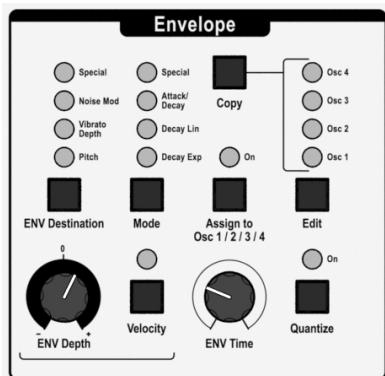 Envelope
Special
Special
Osc 4
Noise Mod
Attack/
Decay
Copy
Osc 3
Vibrato
Depth
Decay Lin
Osc 2
Pitch
Decay Exp
On
Osc 1
ENV Destination
Mode
Assign to
Osc 1 / 2 / 3 / 4
Edit
0
On
– +
ENV Depth
Velocity
ENV Time
Quantize